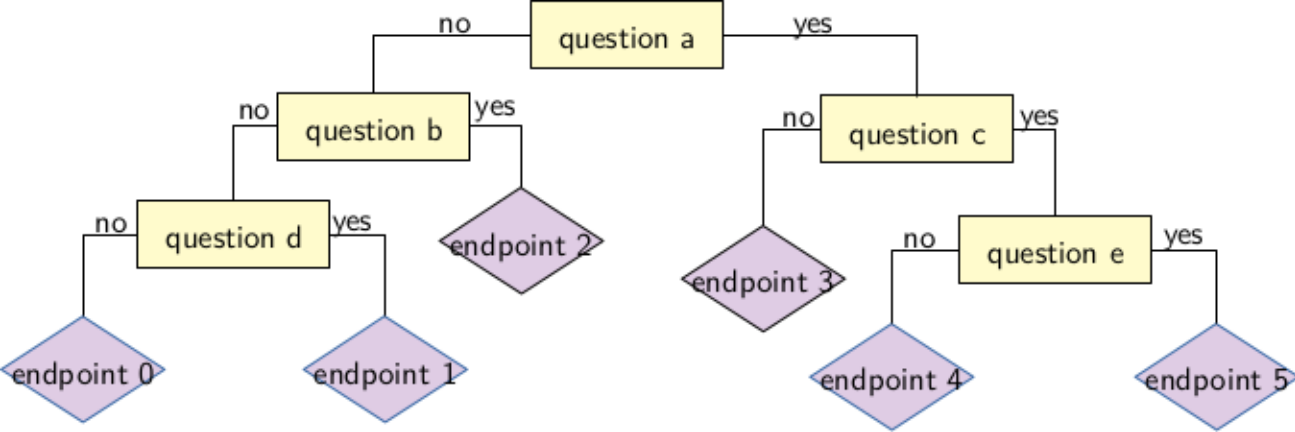 no
question a
yes
no
question b
yes
no
question c
yes
no
question d
yes
endpoint 2
endpoint 3
no
question e
yes
endpoint 0
endpoint 1
endpoint 4
endpoint 5